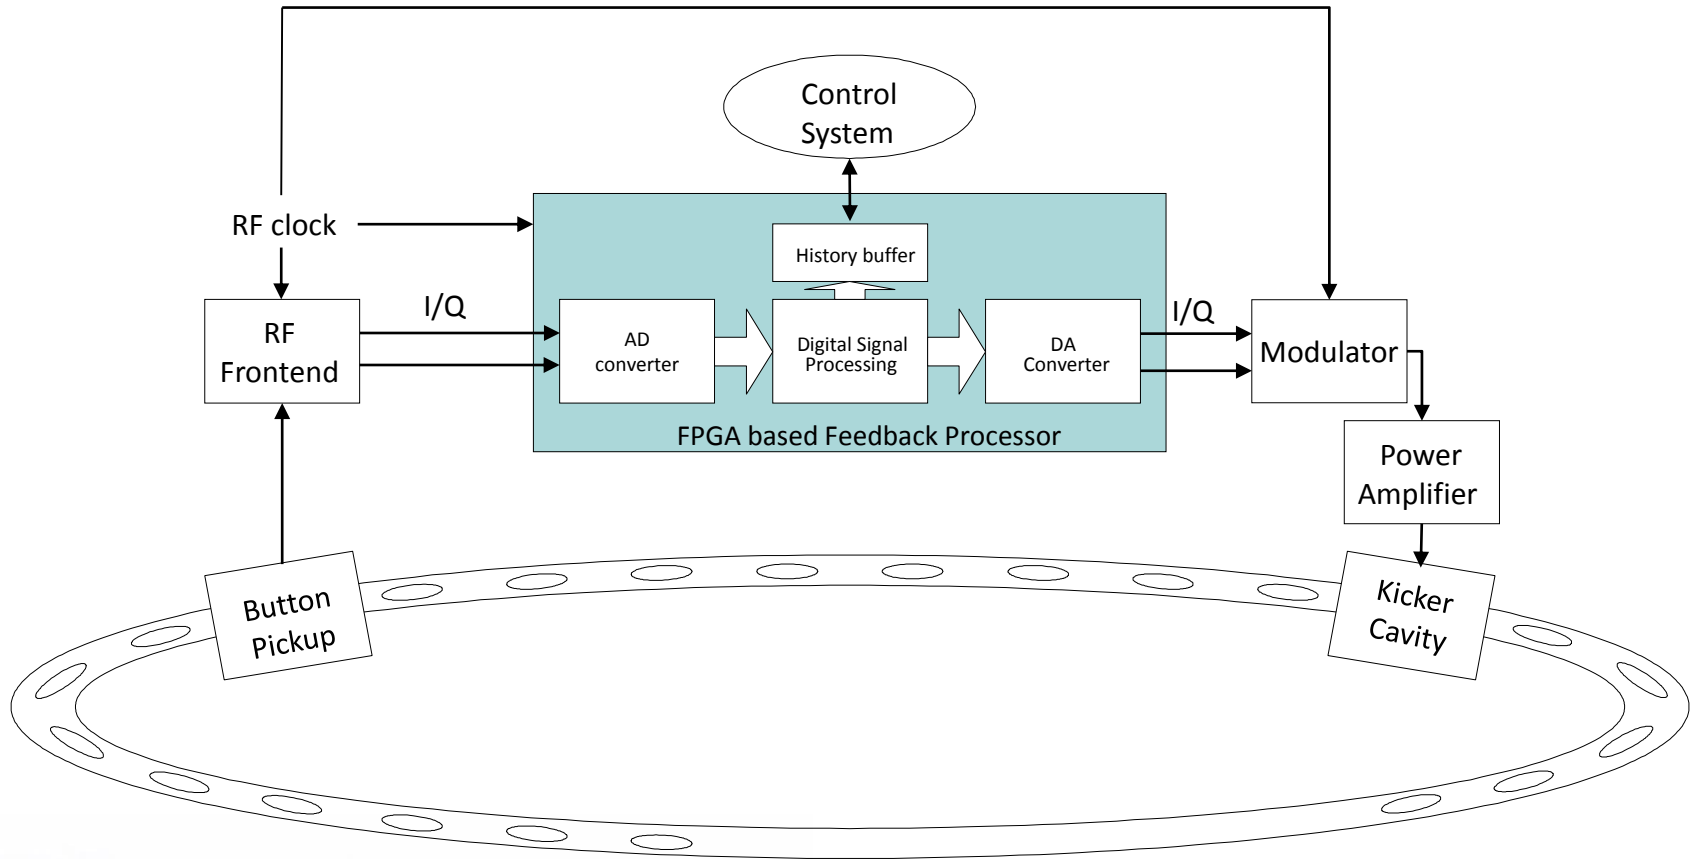 Control
System
RF clock
History buffer
I/Q
I/Q
RF
Frontend
AD
converter
Digital Signal
Processing
DA
Converter
Modulator
FPGA based Feedback Processor
Power
Amplifier
Button
Pickup
Kicker
Cavity